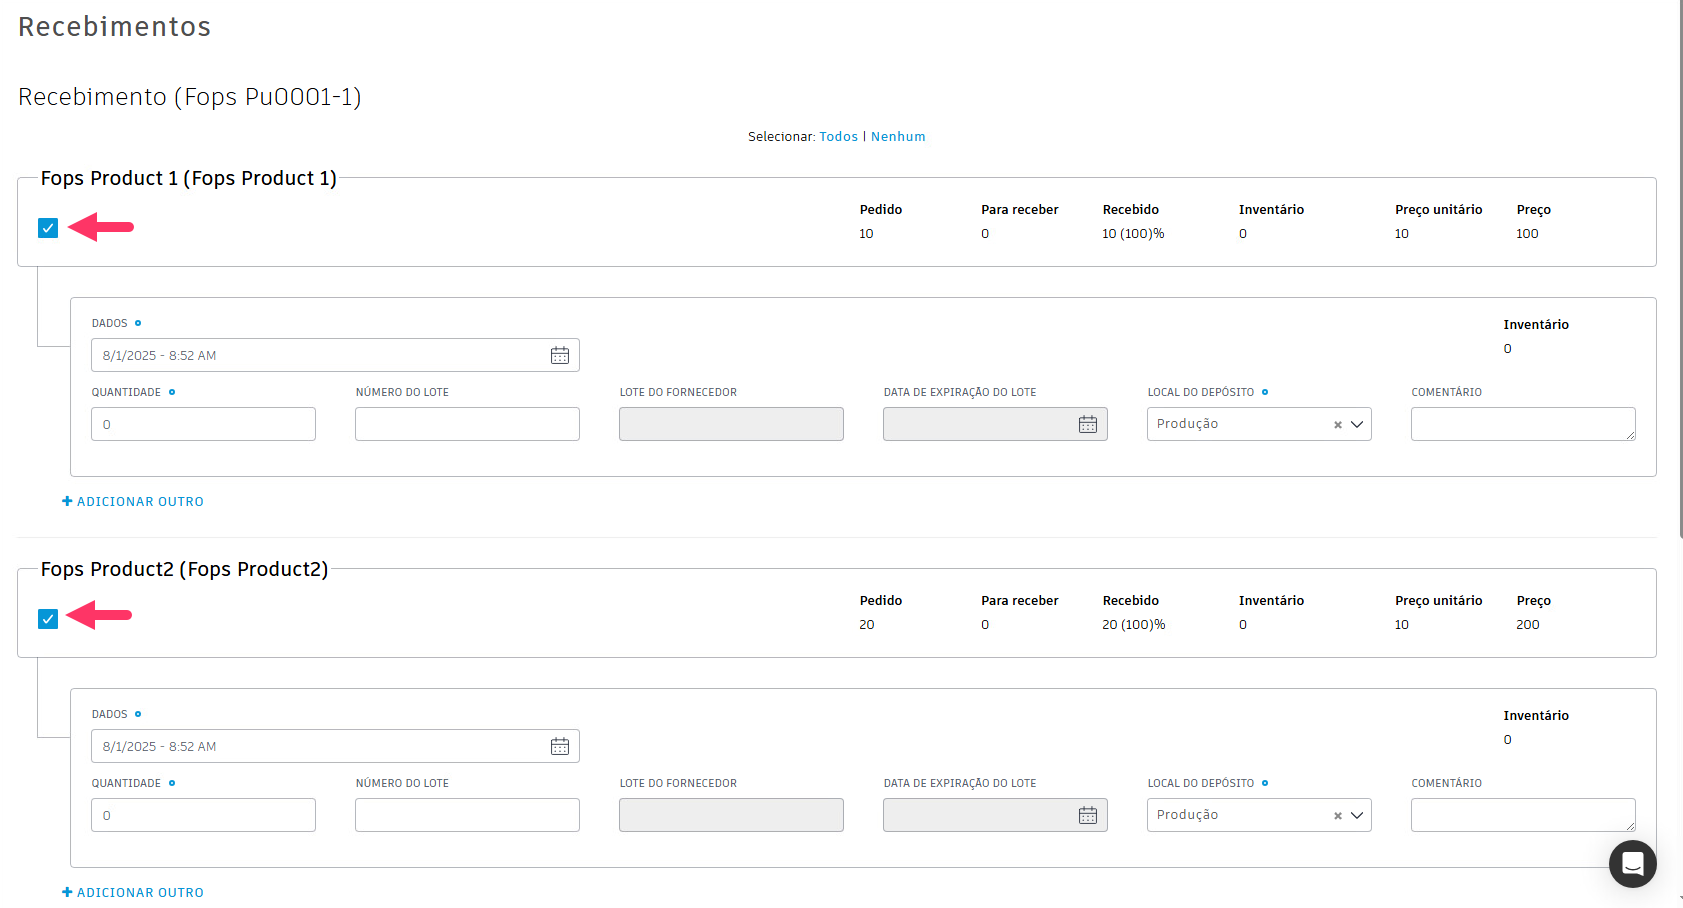 Recebimentos
Recebimento (Fops Pu0001-1)
Selecionar: Todos | Nenhum
Fops Product 1 (Fops Product 1)
Pedido Para receber Recebido Inventário Preço unitário Preço
10 0 10 (100)% 0 10 100
DADOS
Inventário
8/1/2025 - 8:52 AM
0
QUANTIDADE NÚMERO DO LOTE LOTE DO FORNECEDOR DATA DE EXPIRAÇÃO DO LOTE LOCAL DO DEPÓSITO COMENTÁRIO
0 Produção
ADICIONAR OUTRO
Fops Product2 (Fops Product2)
Pedido Para receber Recebido Inventário Preço unitário Preço
20 0 20 (100)% 0 10 200
DADOS
Inventário
8/1/2025 - 8:52 AM
0
QUANTIDADE NÚMERO DO LOTE LOTE DO FORNECEDOR DATA DE EXPIRAÇÃO DO LOTE LOCAL DO DEPÓSITO COMENTÁRIO
0 Produção
ADICIONAR OUTRO